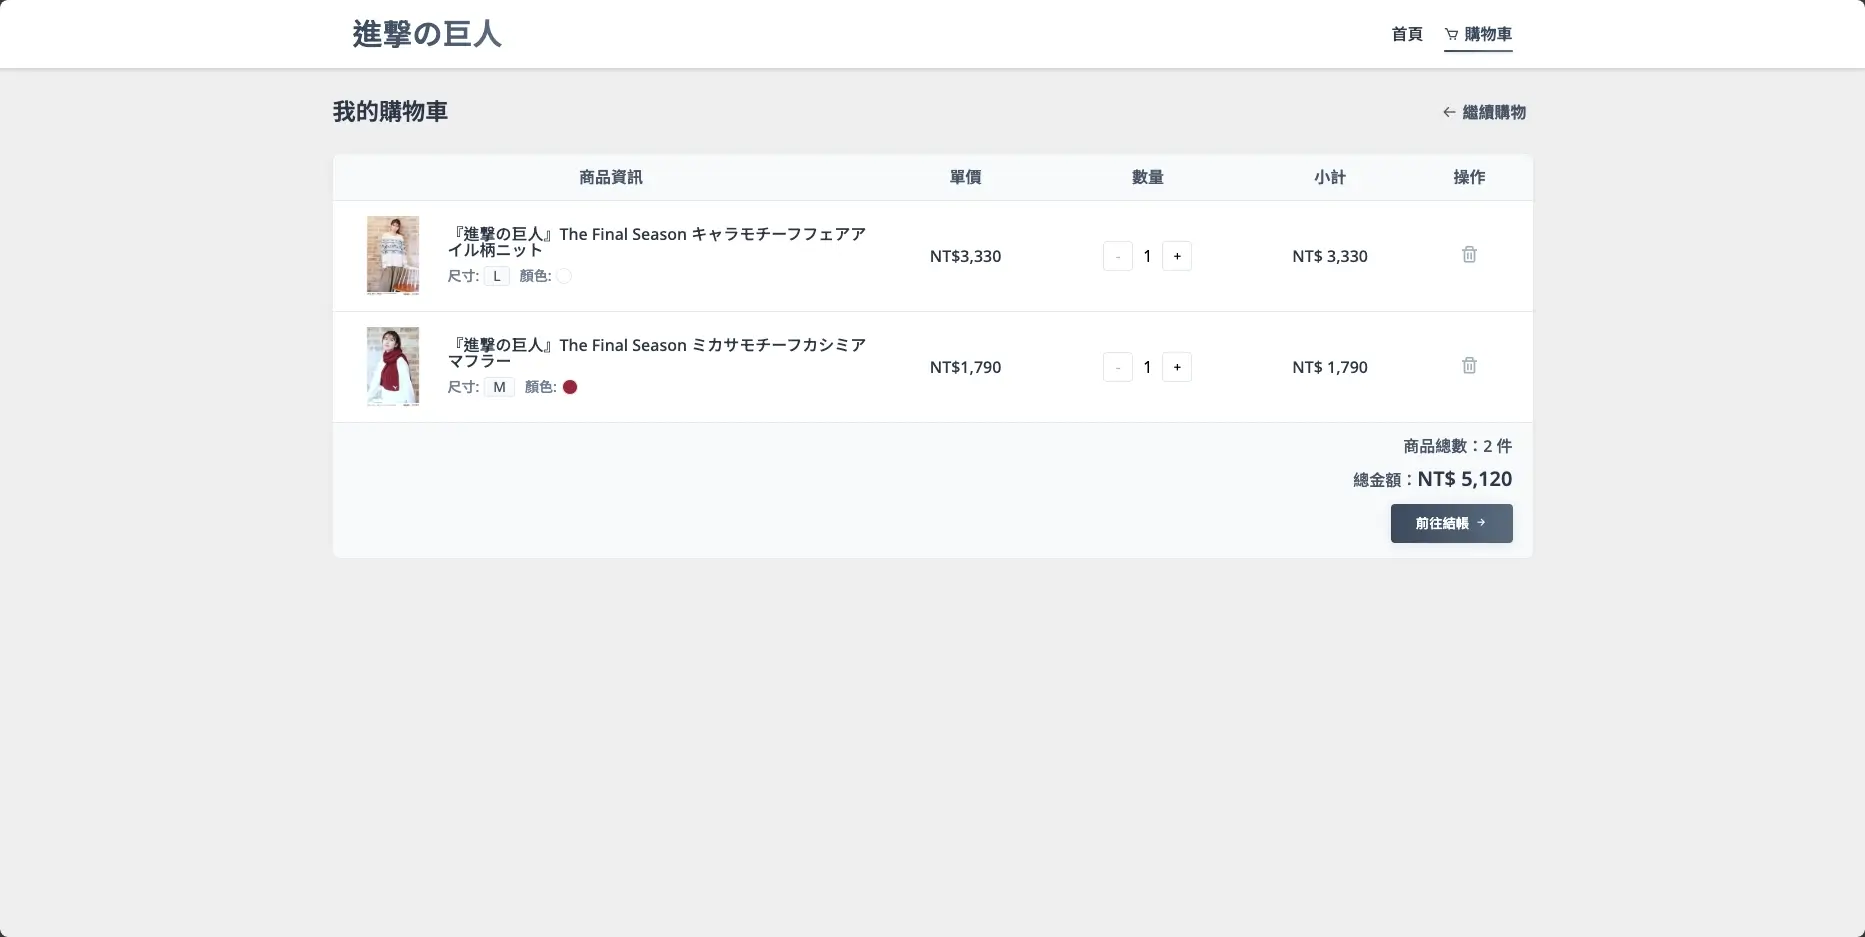 進撃の巨人
首頁 購物車
我的購物車
← 繼續購物
商品資訊 單價 數量 小計 操作
『進撃の巨人』The Final Season キャラモチーフフェアア
イル柄ニット
尺寸: L 顏色:
NT$3,330 - 1 + NT$ 3,330
『進撃の巨人』The Final Season ミカサモチーフカシミア
マフラー
尺寸: M 顏色:
NT$1,790 - 1 + NT$ 1,790
商品總數：2 件
總金額：NT$ 5,120
前往結帳 →